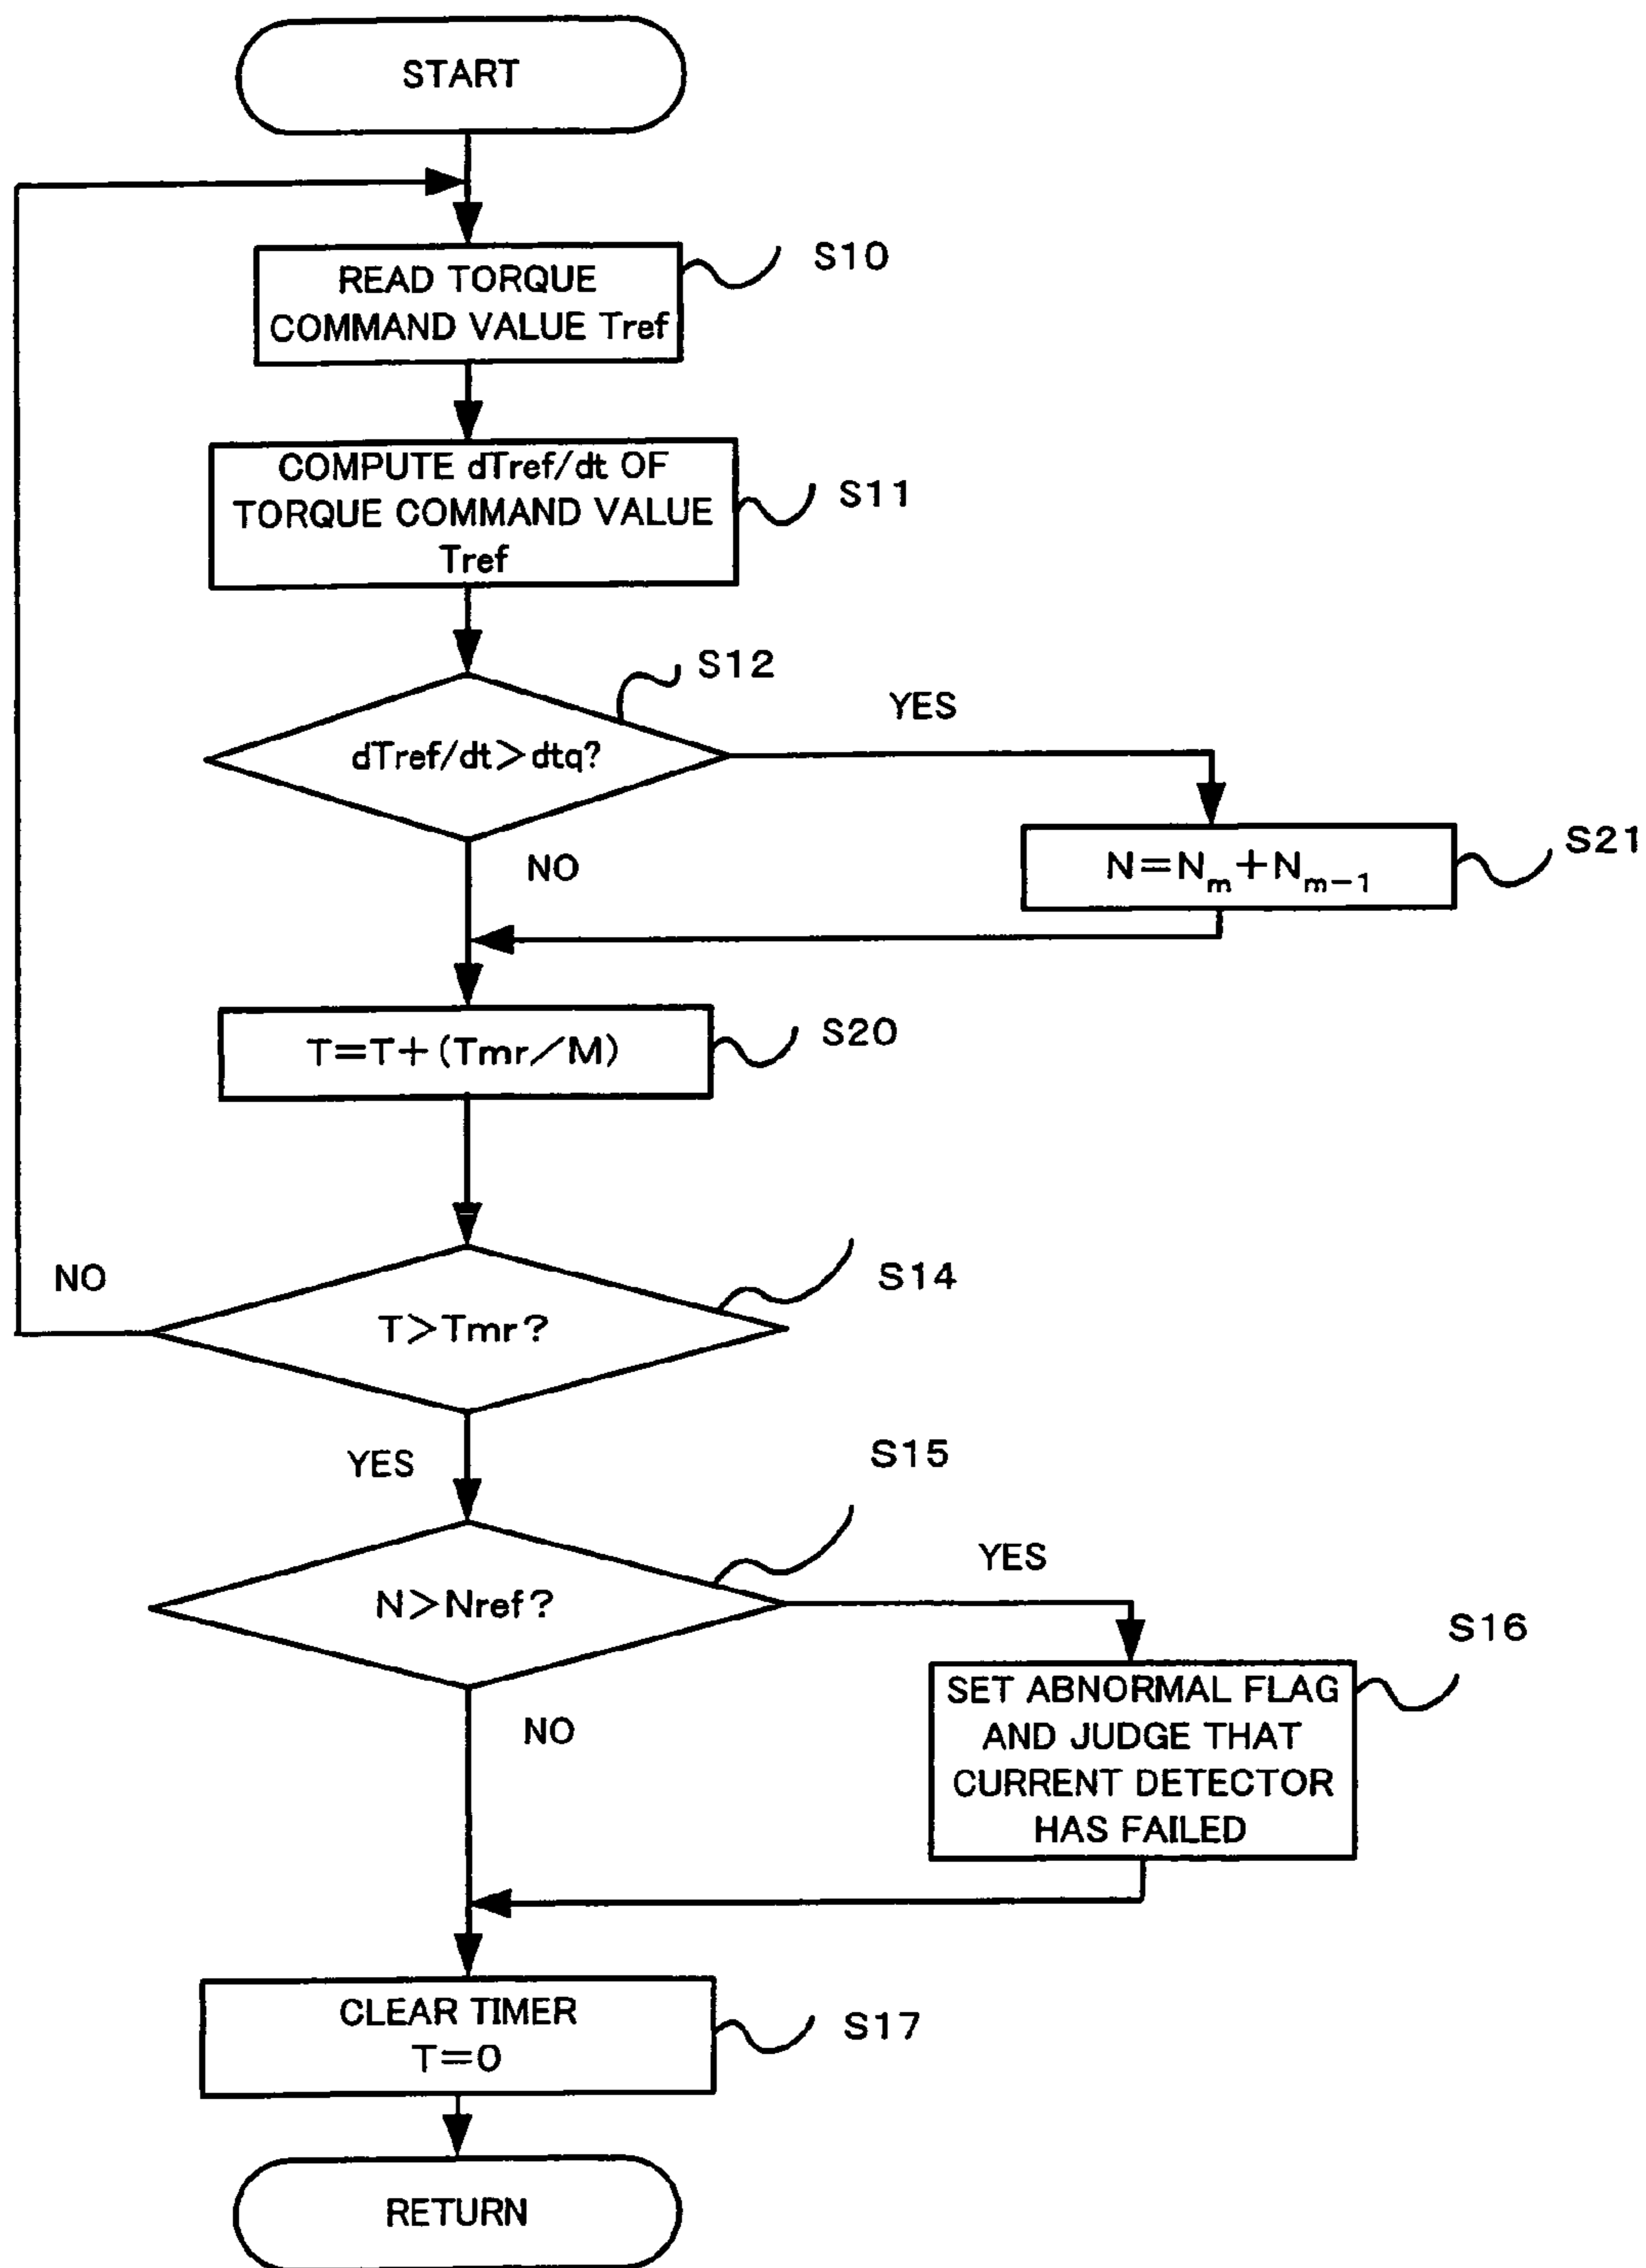 START
READ TORQUE
COMMAND VALUE Tref
S10
COMPUTE dTref/dt OF
TORQUE COMMAND VALUE
Tref
S11
S12
dTref/dt>dtq?
YES
NO
N=Nm+Nm-1
S21
T=T+(Tmr/M)
S20
T>Tmr?
S14
NO
YES
N>Nref?
S15
YES
NO
SET ABNORMAL FLAG
AND JUDGE THAT
CURRENT DETECTOR
HAS FAILED
S16
CLEAR TIMER
T=0
S17
RETURN